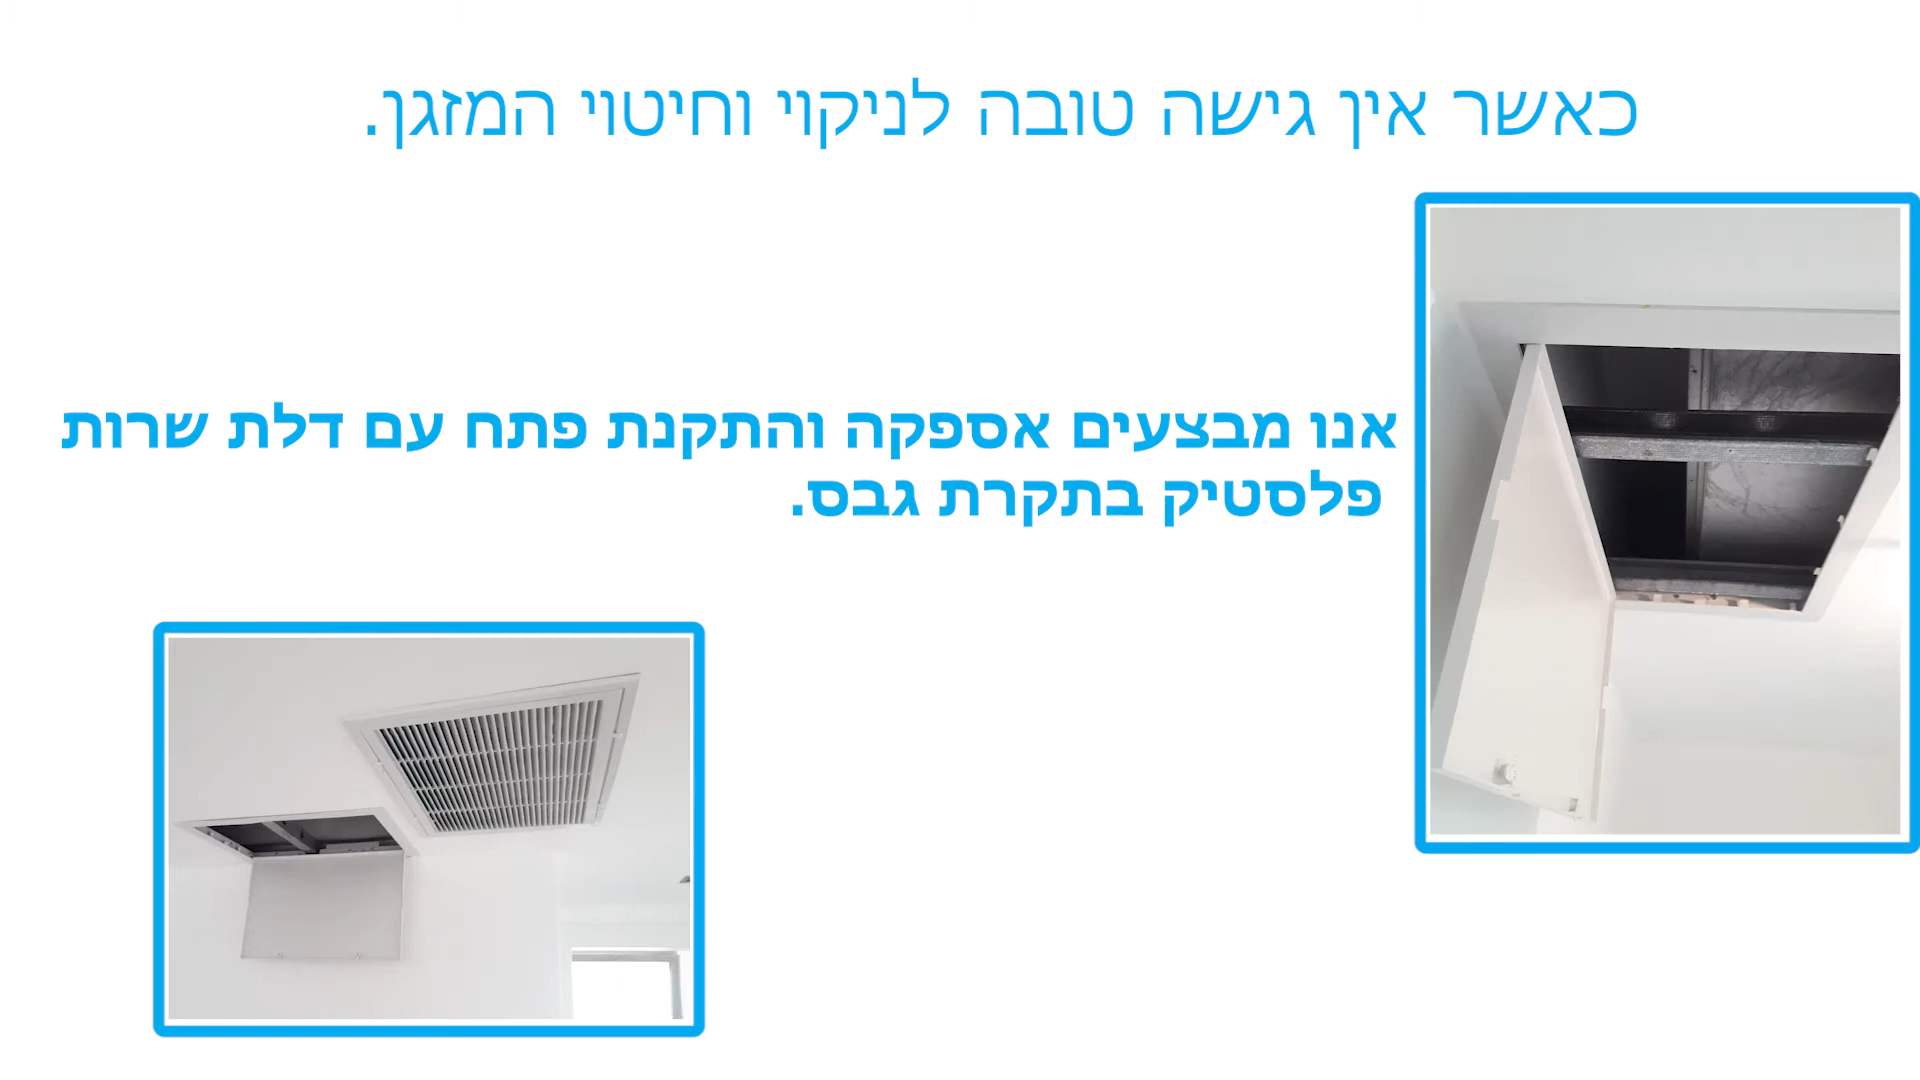 כאשר אין גישה טובה לניקוי וחיטוי המזגן.
אנו מבצעים אספקה והתקנת פתח עם דלת שרות
פלסטיק בתקרת גבס.